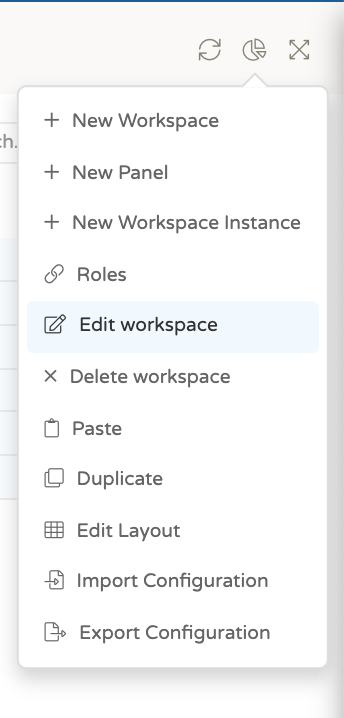 ch.
New Workspace
New Panel
New Workspace Instance
Roles
Edit workspace
Delete workspace
Paste
Duplicate
Edit Layout
Import Configuration
Export Configuration